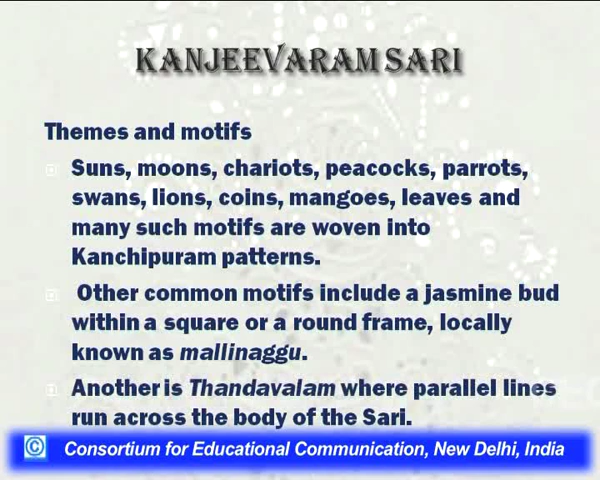 KANJEEVARAM SARI
Themes and motifs
Suns, moons, chariots, peacocks, parrots,
swans, lions, coins, mangoes, leaves and
many such motifs are woven into
Kanchipuram patterns.
Other common motifs include a jasmine bud
within a square or a round frame, locally
known as mallinaggu.
Another is Thandavalam where parallel lines
run across the body of the Sari.
© Consortium for Educational Communication, New Delhi, India